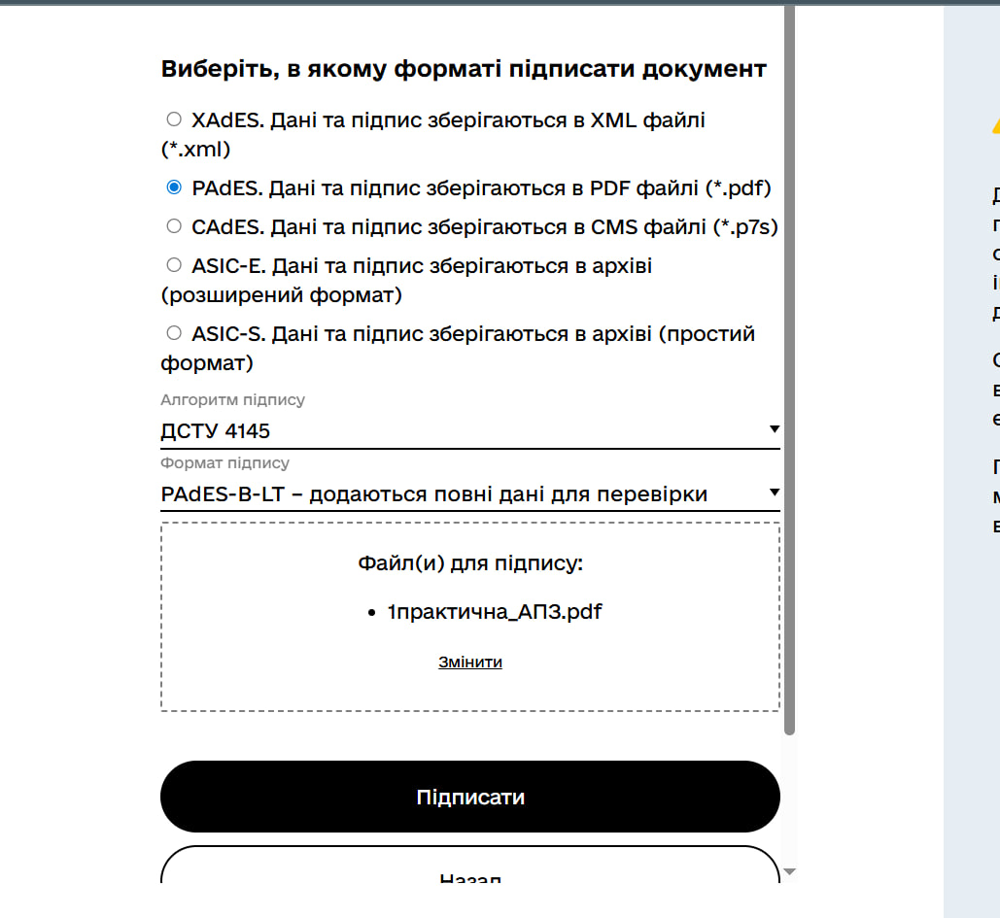 Виберіть, в якому форматі підписати документ
XAdES. Дані та підпис зберігаються в XML файлі
(*.xml)
PAdES. Дані та підпис зберігаються в PDF файлі (*.pdf)
CAdES. Дані та підпис зберігаються в CMS файлі (*.p7s)
ASIC-E. Дані та підпис зберігаються в архіві
(розширений формат)
ASIC-S. Дані та підпис зберігаються в архіві (простий
формат)
Алгоритм підпису
ДСТУ 4145
Формат підпису
PAdES-B-LT – додаються повні дані для перевірки
Файл(и) для підпису:
• 1практична_АПЗ.pdf
Змінити
Підписати
Назад